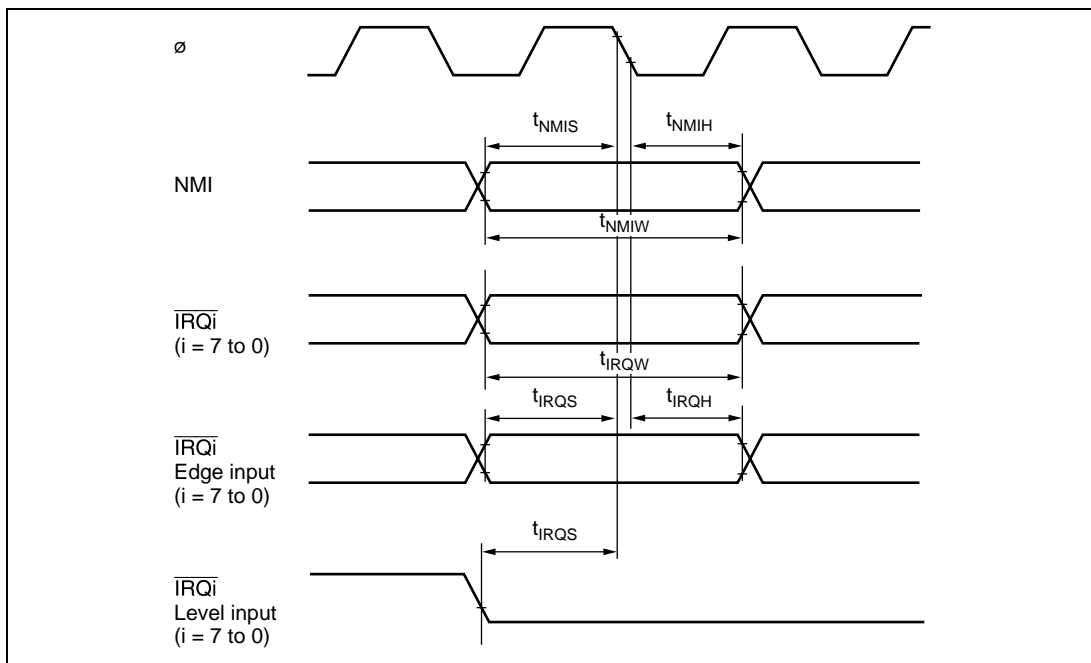 ø
tNMIS tNMIH
NMI
tNMIW
IRQi
(i = 7 to 0)
tIRQW
tIRQS tIRQH
IRQi
Edge input
(i = 7 to 0)
tIRQS
IRQi
Level input
(i = 7 to 0)